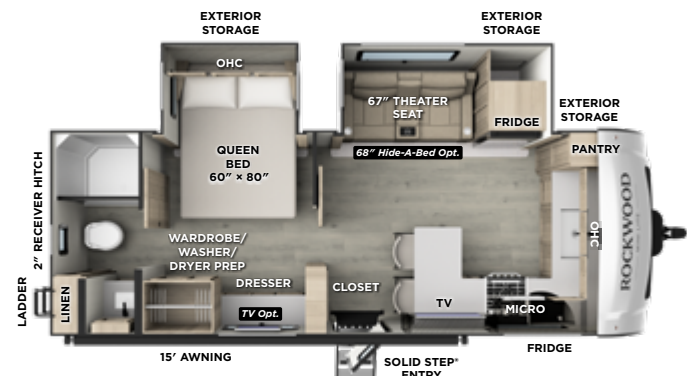 EXTERIOR
STORAGE
EXTERIOR
STORAGE
OHC
67" THEATER
SEAT
FRIDGE
EXTERIOR
STORAGE
68" Hide-A-Bed Opt.
PANTRY
QUEEN
BED
60" × 80"
2" RECEIVER HITCH
ROCKWOOD
OHC
WARDROBE/
WASHER/
DRYER PREP
DRESSER
CLOSET
LADDER
LINEN
TV Opt.
TV
MICRO
15' AWNING
FRIDGE
SOLID STEP®
ENTRY